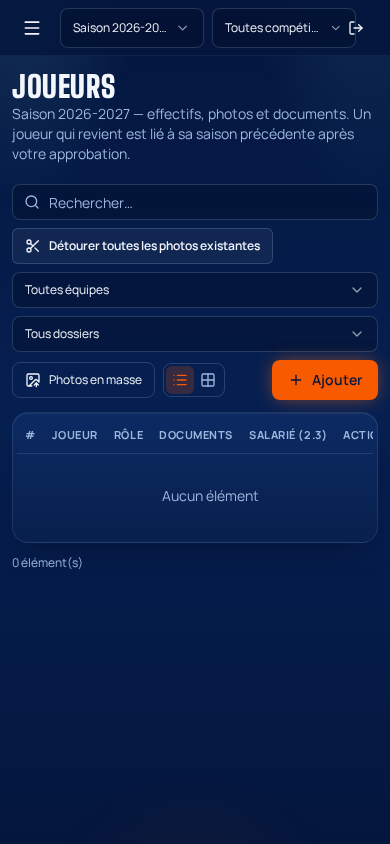 Saison 2026-20... Toutes compéti...
JOUEURS
Saison 2026-2027 — effectifs, photos et documents. Un
joueur qui revient est lié à sa saison précédente après
votre approbation.
Rechercher...
Détourer toutes les photos existantes
Toutes équipes
Tous dossiers
Photos en masse Ajouter
# JOUEUR RÔLE DOCUMENTS SALARIÉ (2.3) ACTIO
Aucun élément
0 élément(s)